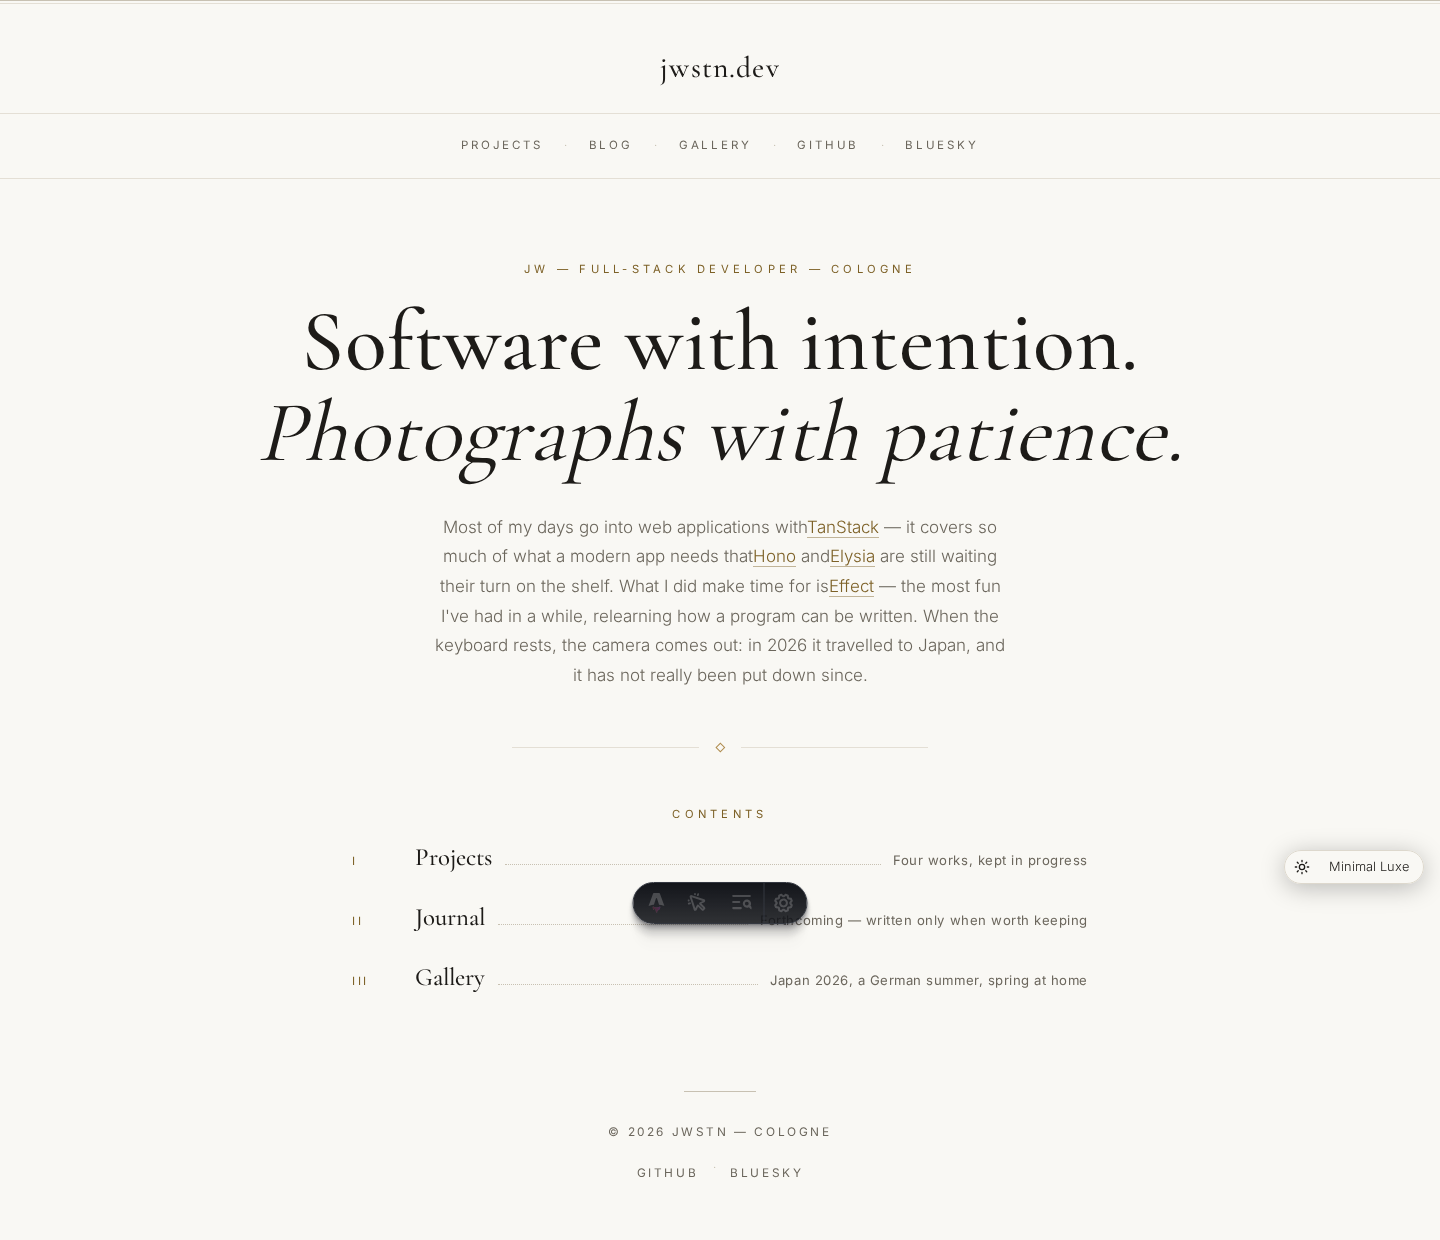 jwstn.dev
PROJECTS · BLOG · GALLERY · GITHUB · BLUESKY
JW — FULL-STACK DEVELOPER — COLOGNE
Software with intention.
Photographs with patience.
Most of my days go into web applications withTanStack — it covers so
much of what a modern app needs thatHono andElysia are still waiting
their turn on the shelf. What I did make time for isEffect — the most fun
I've had in a while, relearning how a program can be written. When the
keyboard rests, the camera comes out: in 2026 it travelled to Japan, and
it has not really been put down since.
CONTENTS
I Projects Four works, kept in progress
Minimal Luxe
II Journal Forthcoming — written only when worth keeping
III Gallery Japan 2026, a German summer, spring at home
© 2026 JWSTN — COLOGNE
GITHUB · BLUESKY